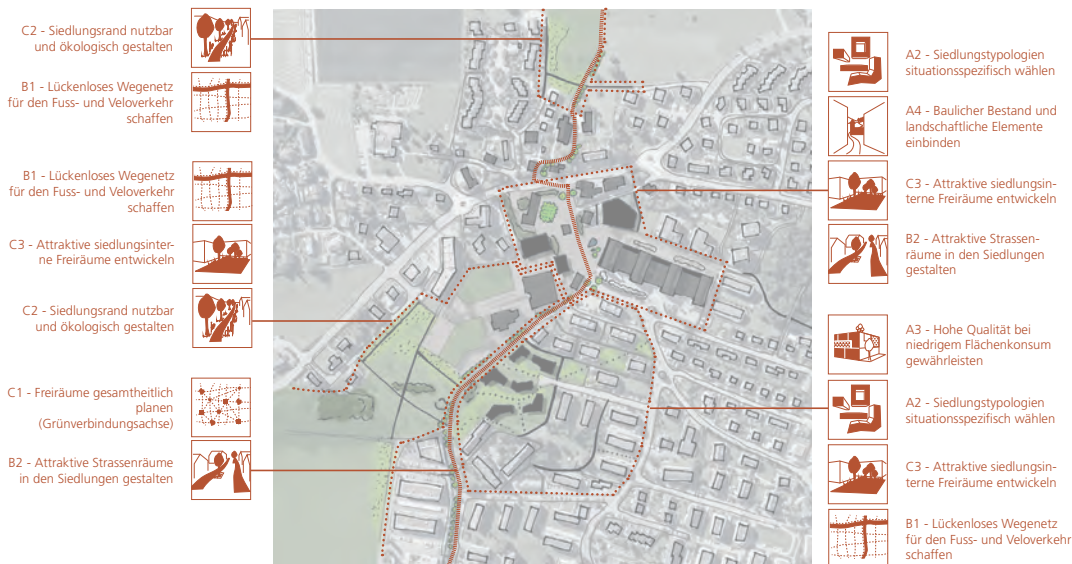 C2 - Siedlungsrand nutzbar
und ökologisch gestalten
B1 - Lückenloses Wegenetz
für den Fuss- und Veloverkehr
schaffen
B1 - Lückenloses Wegenetz
für den Fuss- und Veloverkehr
schaffen
C3 - Attraktive siedlungsinter-
ne Freiräume entwickeln
C2 - Siedlungsrand nutzbar
und ökologisch gestalten
C1 - Freiräume gesamtheitlich
planen
(Grünverbindungsachse)
B2 - Attraktive Strassenräume
in den Siedlungen gestalten
A2 - Siedlungstypologien
situationsspezifisch wählen
A4 - Baulicher Bestand und
landschaftliche Elemente
einbinden
C3 - Attraktive siedlungsin-
terne Freiräume entwickeln
B2 - Attraktive Strassen-
räume in den Siedlungen
gestalten
A3 - Hohe Qualität bei
niedrigem Flächenkonsum
gewährleisten
A2 - Siedlungstypologien
situationsspezifisch wählen
C3 - Attraktive siedlungsin-
terne Freiräume entwickeln
B1 - Lückenloses Wegenetz
für den Fuss- und Veloverkehr
schaffen